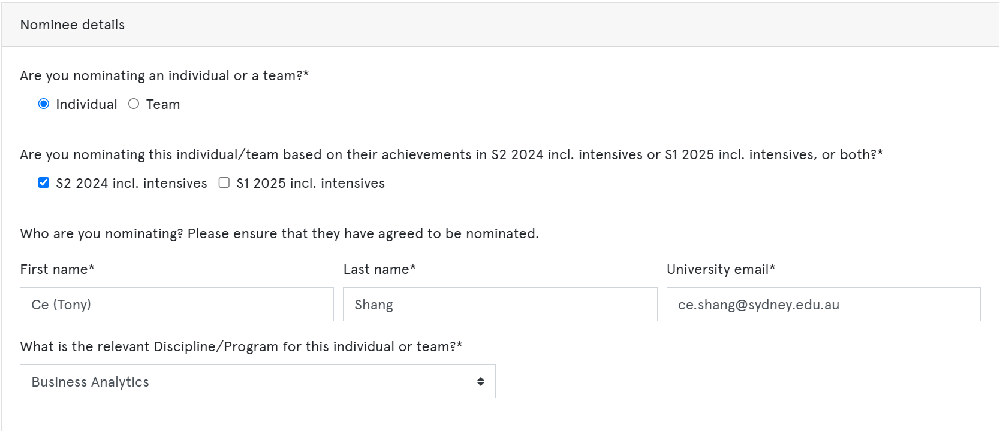 Nominee details
Are you nominating an individual or a team?*
Individual Team
Are you nominating this individual/team based on their achievements in S2 2024 incl. intensives or S1 2025 incl. intensives, or both?*
S2 2024 incl. intensives S1 2025 incl. intensives
Who are you nominating? Please ensure that they have agreed to be nominated.
First name* Last name* University email*
Ce (Tony) Shang ce.shang@sydney.edu.au
What is the relevant Discipline/Program for this individual or team?*
Business Analytics